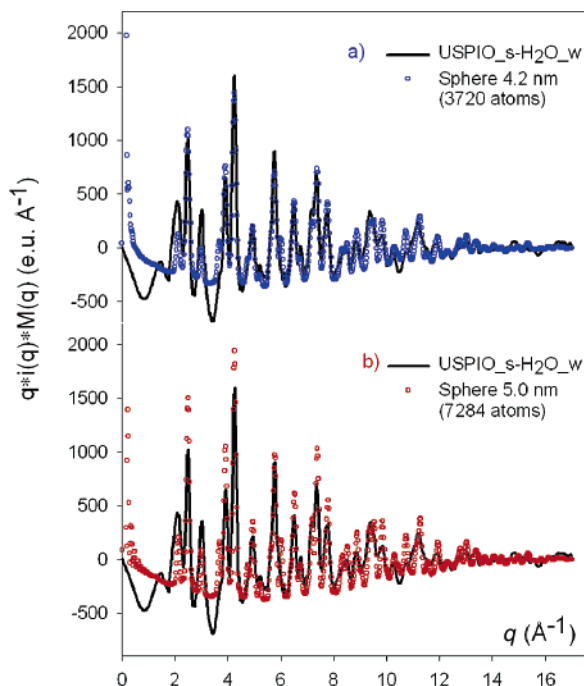 2000
1500
1000
500
0
-500
a)
USPIO_s-H2O_w
Sphere 4.2 nm
(3720 atoms)
q*i(q)*M(q) (e.u. Å-1)
2000
1500
1000
500
0
-500
b)
USPIO_s-H2O_w
Sphere 5.0 nm
(7284 atoms)
q (Å-1)
0 2 4 6 8 10 12 14 16